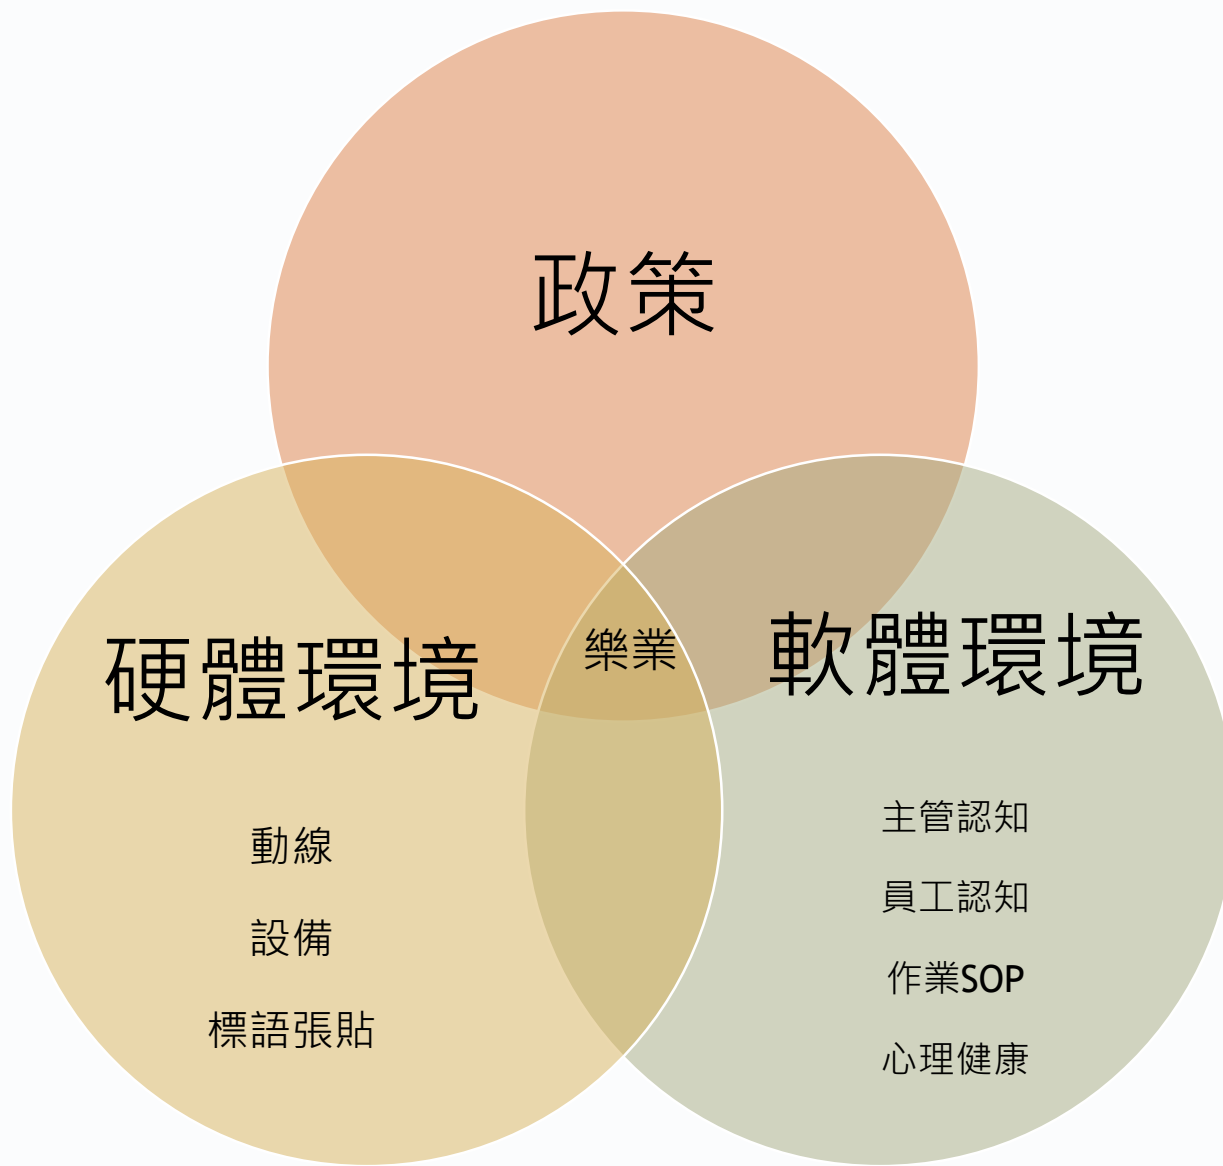 政策
樂業
硬體環境
動線
設備
標語張貼
軟體環境
主管認知
員工認知
作業SOP
心理健康